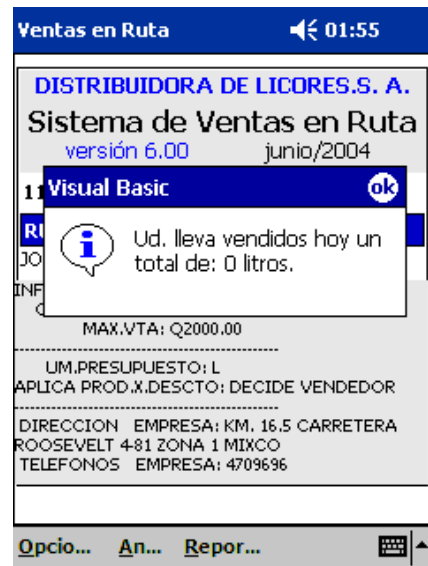 Ventas en Ruta 01:55
DISTRIBUIDORA DE LICORES.S. A.
Sistema de Ventas en Ruta
versión 6.00 junio/2004
11
Visual Basic ok
Ud. lleva vendidos hoy un
total de: 0 litros.
JO
INF
MAX.VTA: Q2000.00
UM.PRESUPUESTO: L
APLICA PROD.X.DESCTO: DECIDE VENDEDOR
DIRECCION EMPRESA: KM. 16.5 CARRETERA
ROOSEVELT 4-81 ZONA 1 MIXCO
TELEFONOS EMPRESA: 4709696
Opcio... An... Repor...